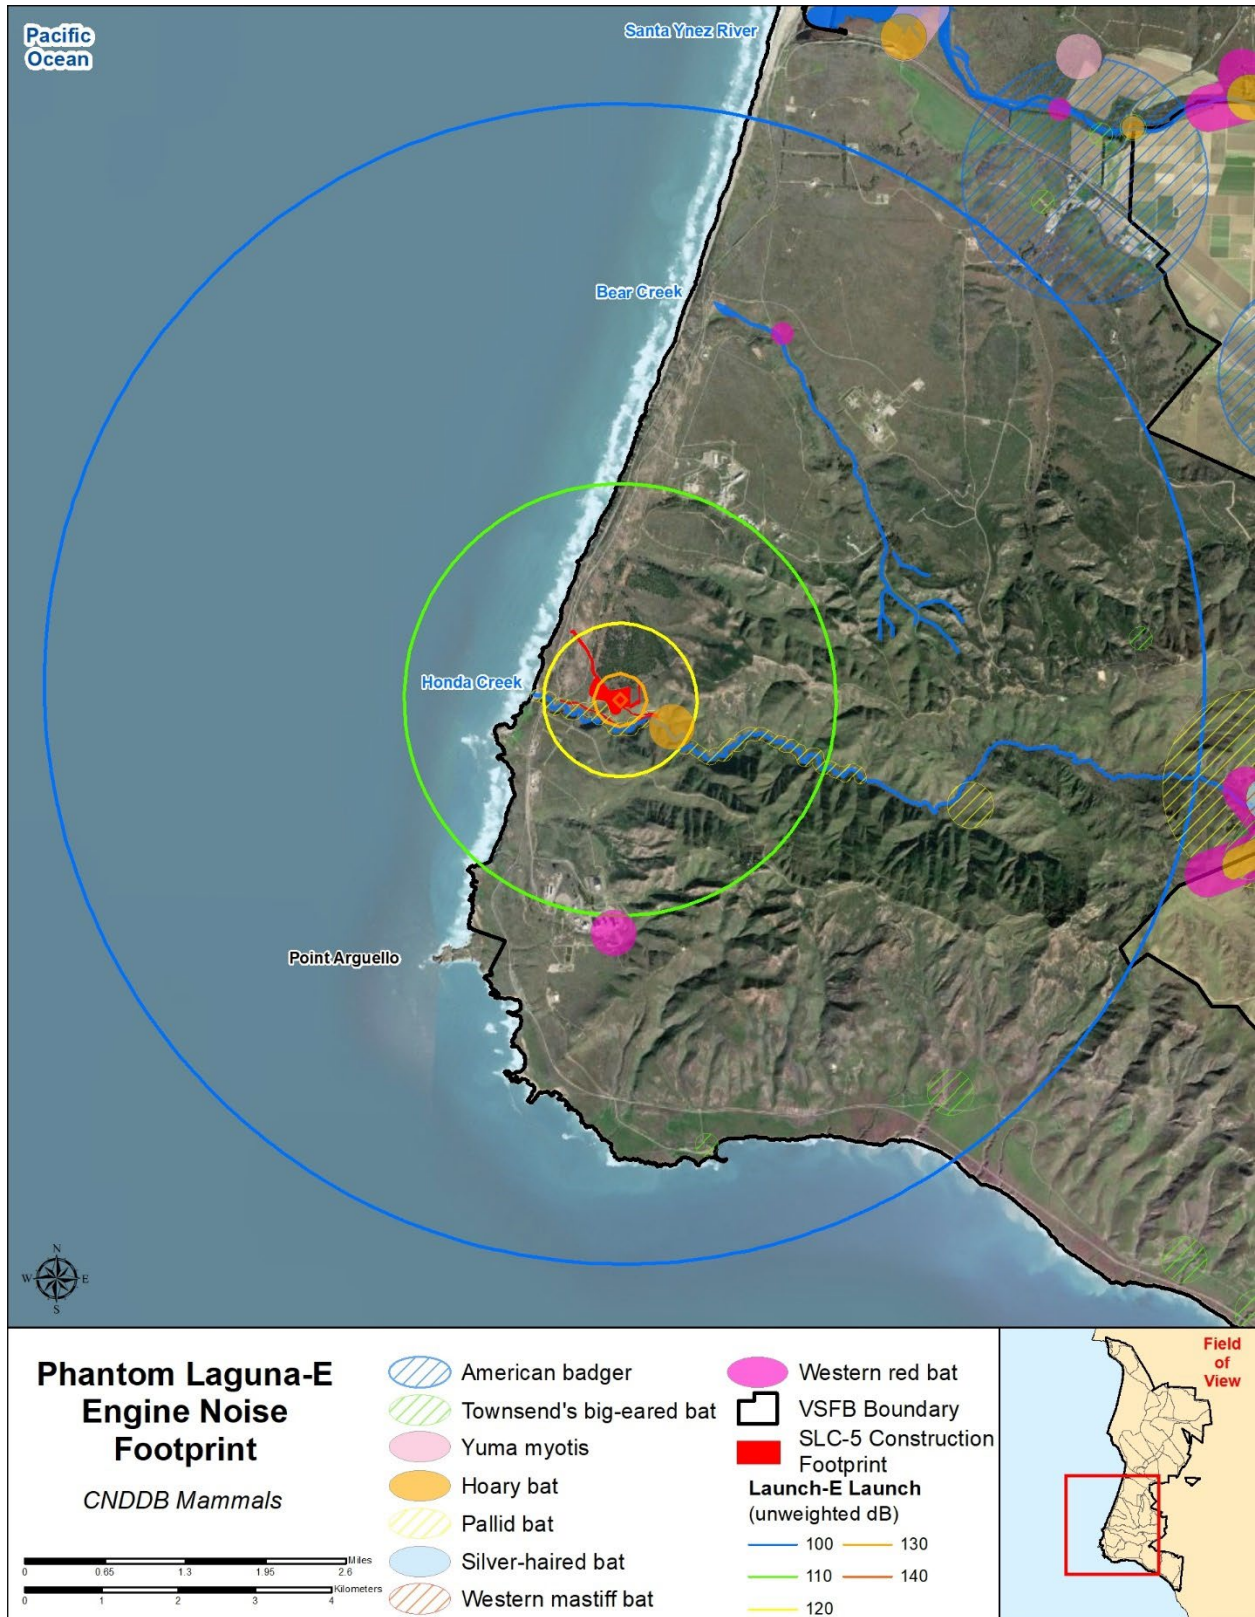 Pacific
Ocean
Santa Ynez River
Bear Creek
Honda Creek
Point Arguello
N
W
E
S
Phantom Laguna-E
Engine Noise
Footprint
CNDDB Mammals
0
0.65
1.3
1.95
2.6
Miles
0
1
2
3
4
Kilometers
American badger
Townsend's big-eared bat
Yuma myotis
Hoary bat
Pallid bat
Silver-haired bat
Western mastiff bat
Western red bat
VSFB Boundary
SLC-5 Construction
Footprint
Launch-E Launch
(unweighted dB)
100
130
110
140
120
Field
of
View